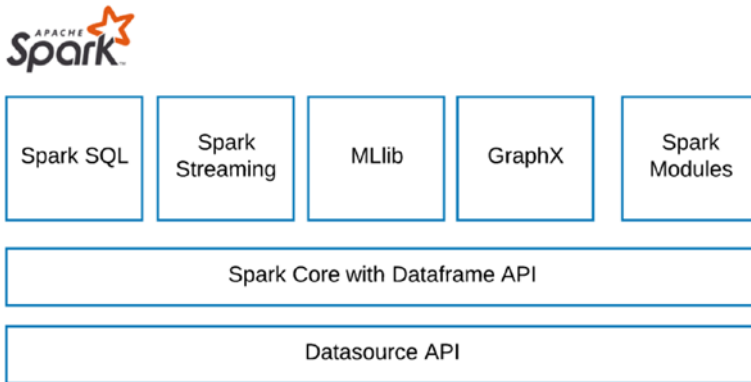 APACHE
Spark
Spark SQL
Spark
Streaming
MLlib
GraphX
Spark
Modules
Spark Core with Dataframe API
Datasource API